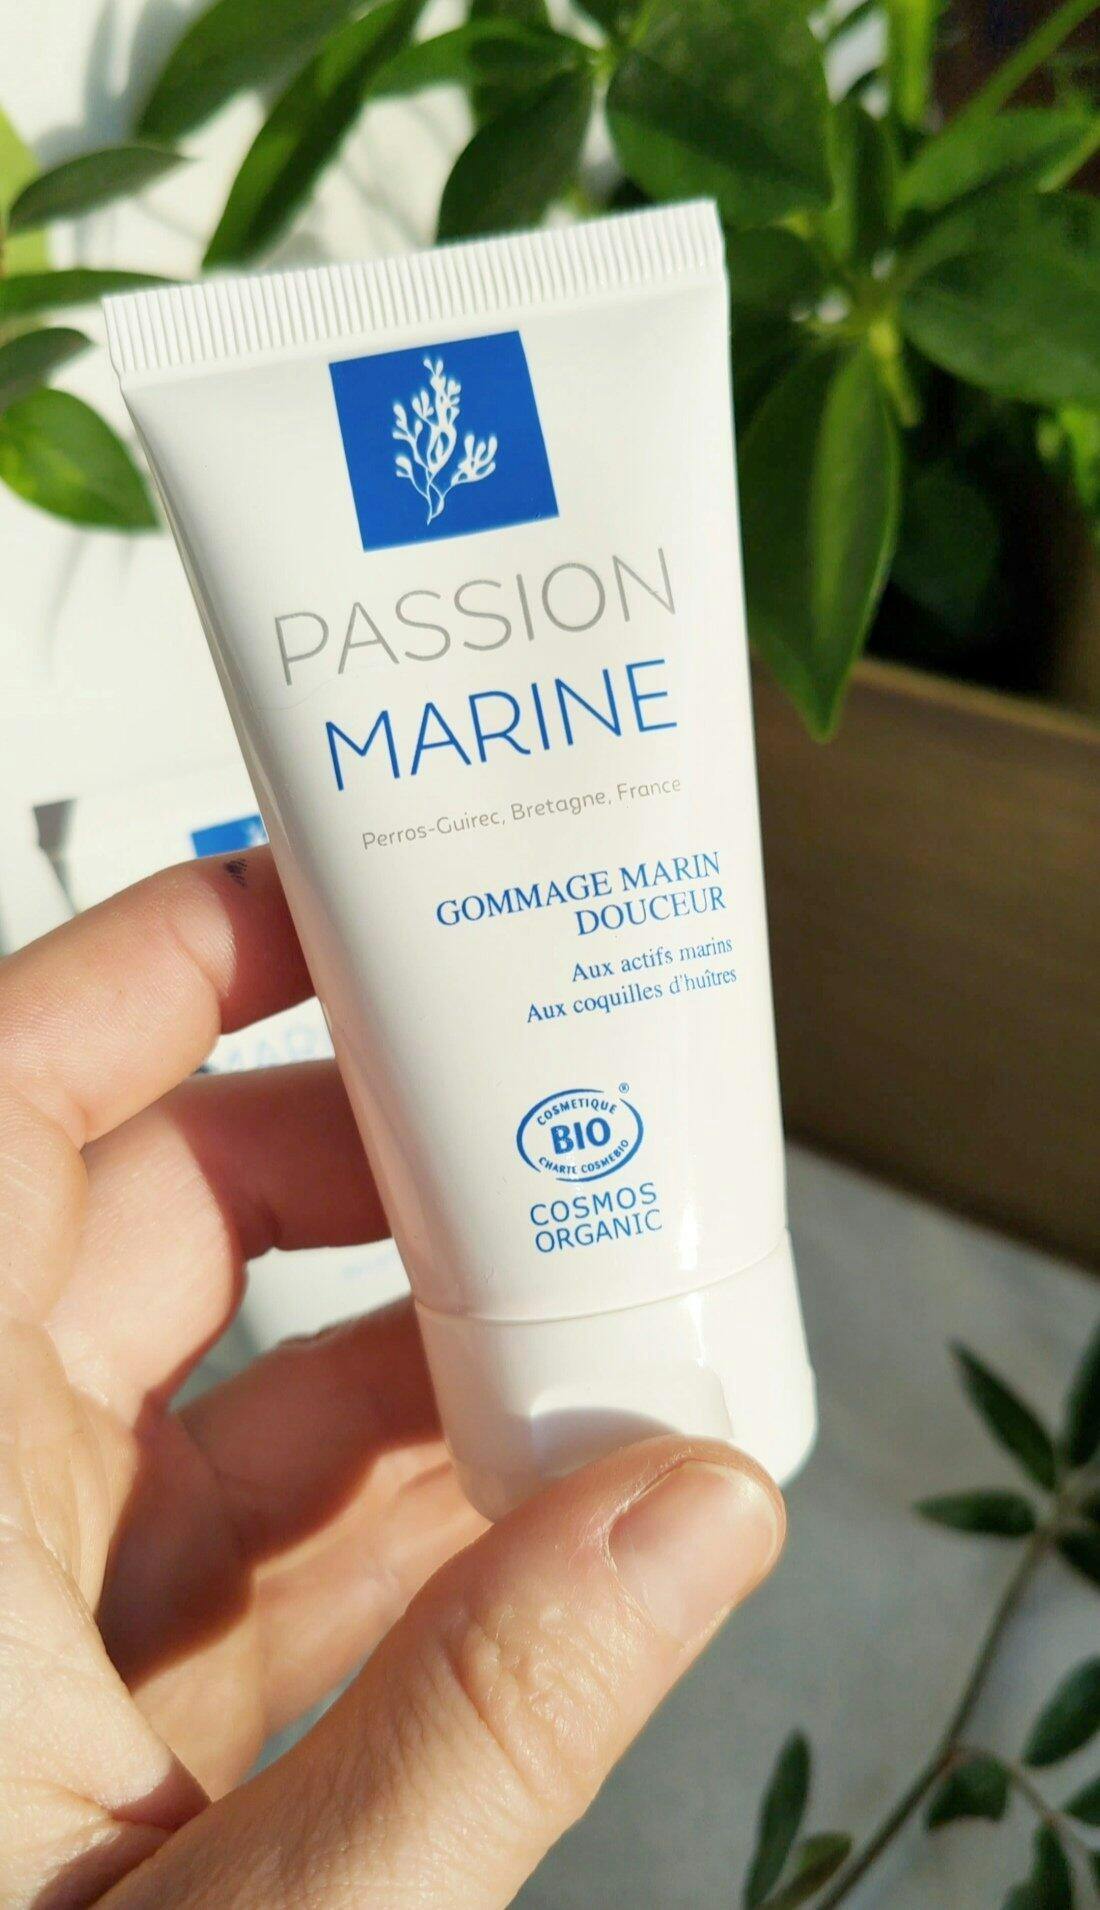 PASSION
MARINE
Perros-Guirec, Bretagne, France
GOMMAGE MARIN
DOUCEUR
Aux actifs marins
Aux coquilles d'huîtres
COSMETIQUE ®
BIO
CHARTE COSMEBIO
COSMOS
ORGANIC